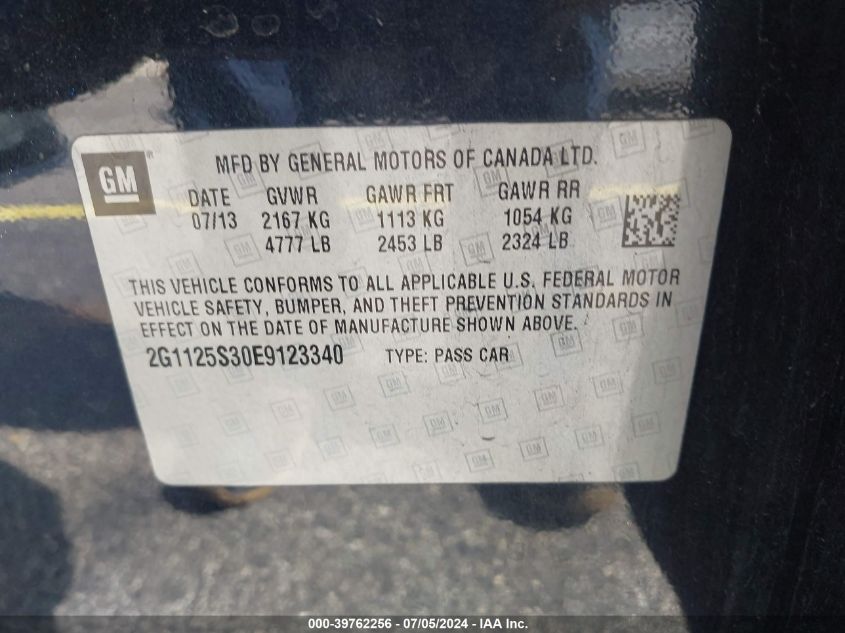 GM
MFD BY GENERAL MOTORS OF CANADA LTD.
DATE GVWR GAWR FRT GAWR RR
07/13 2167 KG 1113 KG 1054 KG
4777 LB 2453 LB 2324 LB
THIS VEHICLE CONFORMS TO ALL APPLICABLE U.S. FEDERAL MOTOR
VEHICLE SAFETY, BUMPER, AND THEFT PREVENTION STANDARDS IN
EFFECT ON THE DATE OF MANUFACTURE SHOWN ABOVE.
2G1125S30E9123340 TYPE: PASS CAR
000-39762256 - 07/05/2024 - IAA Inc.